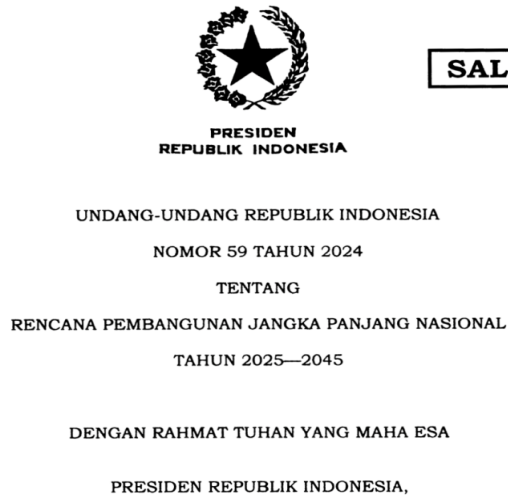 PRESIDEN
REPUBLIK INDONESIA
SAL
UNDANG-UNDANG REPUBLIK INDONESIA
NOMOR 59 TAHUN 2024
TENTANG
RENCANA PEMBANGUNAN JANGKA PANJANG NASIONAL
TAHUN 2025—2045
DENGAN RAHMAT TUHAN YANG MAHA ESA
PRESIDEN REPUBLIK INDONESIA,